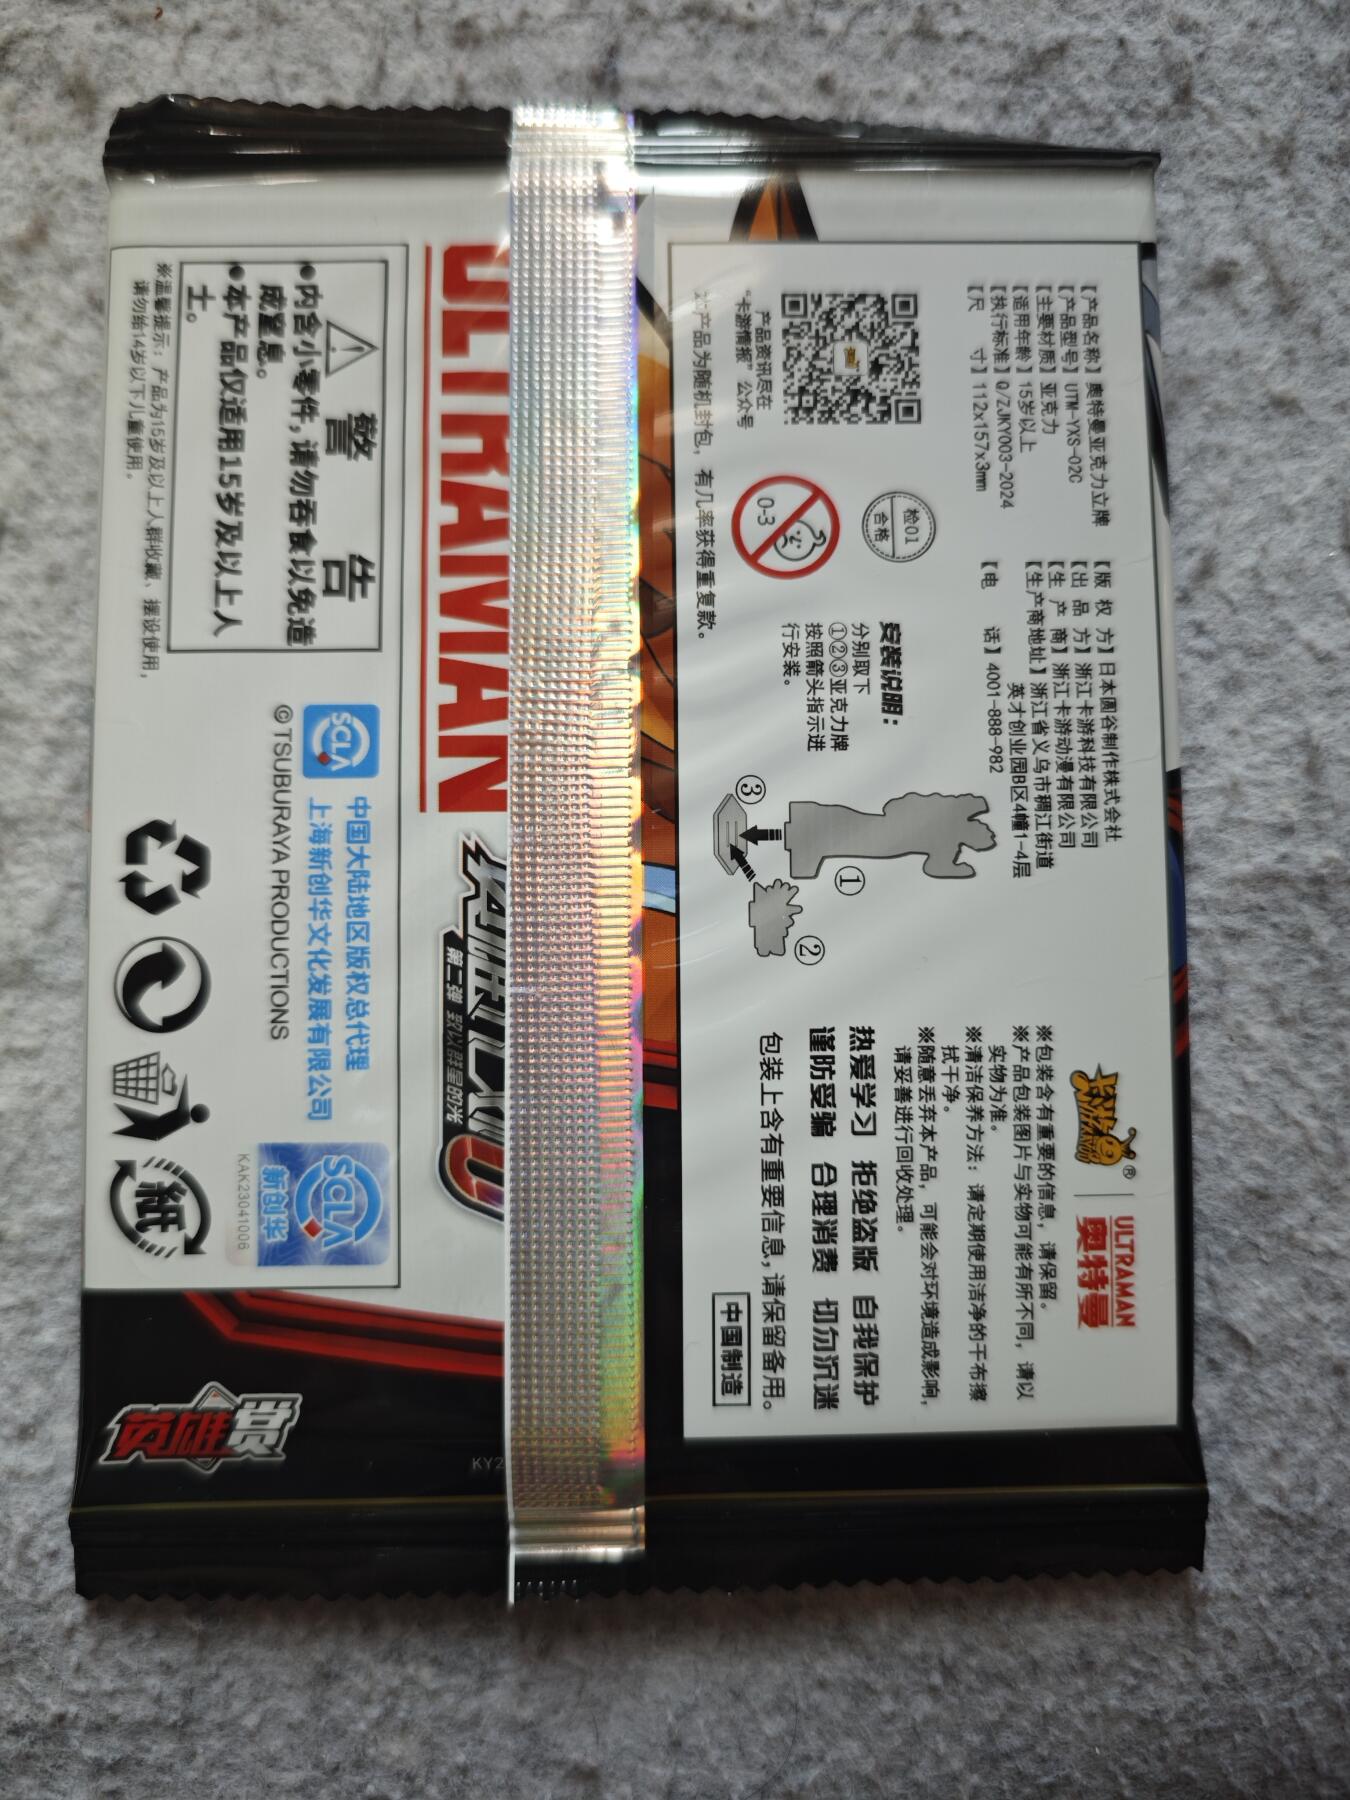 【产品名称】奥特曼亚克力立牌
【产品型号】UTM-YXS-02C
【主要材质】亚克力
【适用年龄】15岁以上
【执行标准】Q/ZJKY003-2024
【尺 寸】112x157x3mm
【版 权 方】日本圆谷制作株式会社
【出 品 方】浙江卡游科技有限公司
【生 产 商】浙江卡游动漫有限公司
【生产商地址】浙江省义乌市稠江街道
英才创业园B区4幢1-4层
【电 话】4001-888-982
卡游®
ULTRAMAN
奥特曼
※包装含有重要的信息，请保留。
※产品包装图片与实物可能有所不同，请以
实物为准。
※清洁保养方法：请定期使用洁净的干布擦
拭干净。
※随意丢弃本产品，可能会对环境造成影响，
请妥善进行回收处理。
产品资讯尽在
“卡游情报”公众号
检01
合格
0-3
安装说明：
分别取下
①②③亚克力牌
按照箭头指示进
行安装。
①
②
③
热爱学习 拒绝盗版 自我保护
谨防受骗 合理消费 切勿沉迷
包装上含有重要信息，请保留备用。
中国制造
本产品为随机封包，有几率获得重复款。
ULTRAMAN
第二弹 致以群星的光
警 告
●内含小零件，请勿吞食以免造
成窒息。
●本产品仅适用15岁及以上人
士。
※温馨提示：产品为15岁及以上人群收藏、摆设使用，
请勿给14岁以下儿童使用。
SCLA
中国大陆地区版权总代理
上海新创华文化发展有限公司
©TSUBURAYA PRODUCTIONS
SCLA
新创华
KAK23041006
紙
KY2
英雄赏